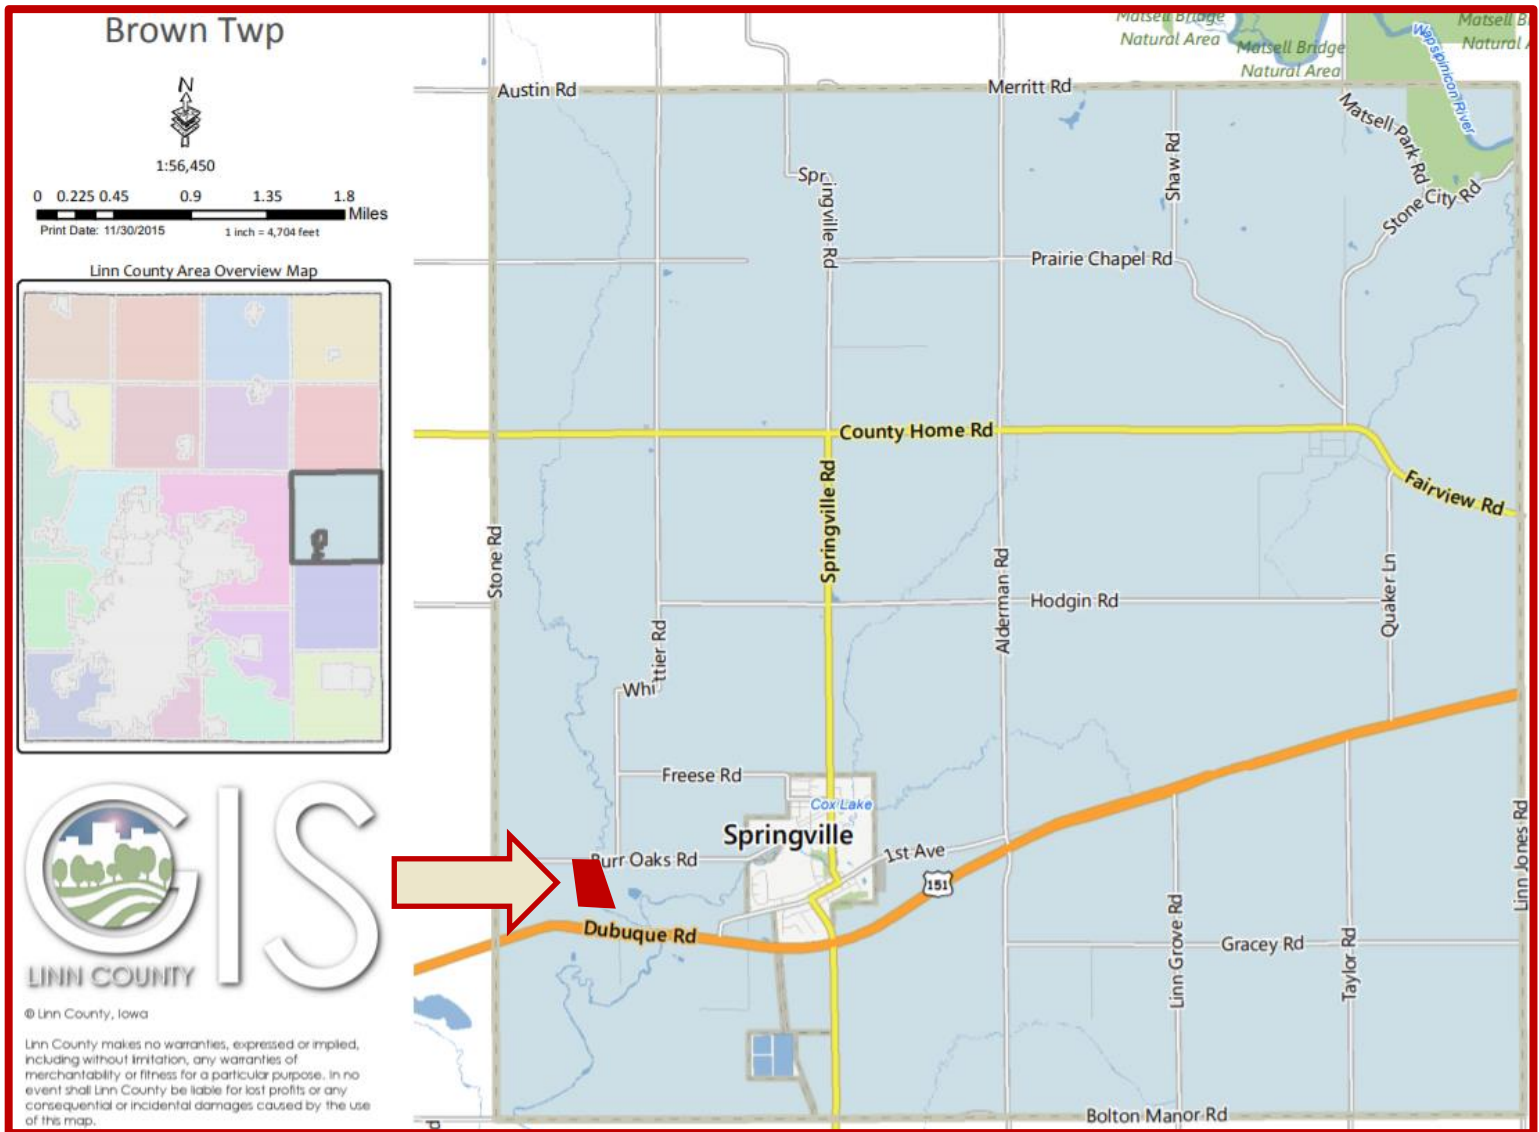 Brown Twp
N
1:56,450
0 0.225 0.45 0.9 1.35 1.8
Miles
Print Date: 11/30/2015 1 inch = 4,704 feet
Linn County Area Overview Map
GIS
LINN COUNTY
© Linn County, Iowa
Linn County makes no warranties, expressed or implied,
including without limitation, any warranties of
merchantability or fitness for a particular purpose. In no
event shall Linn County be liable for lost profits or any
consequential or incidental damages caused by the use
of this map.
Matsell Bridge
Natural Area
Matsell Bridge
Natural Area
Wapsipinicon River
Austin Rd
Merritt Rd
Matsell Park Rd
Shaw Rd
Springville Rd
Stone City Rd
Prairie Chapel Rd
County Home Rd
Springville Rd
Fairview Rd
Stone Rd
Alderman Rd
Hodgin Rd
Quaker Ln
Whittier Rd
Freese Rd
Cox Lake
Springville
1st Ave
Burr Oaks Rd
151
Linn Jones Rd
Dubuque Rd
Linn Grove Rd
Gracey Rd
Taylor Rd
Bolton Manor Rd